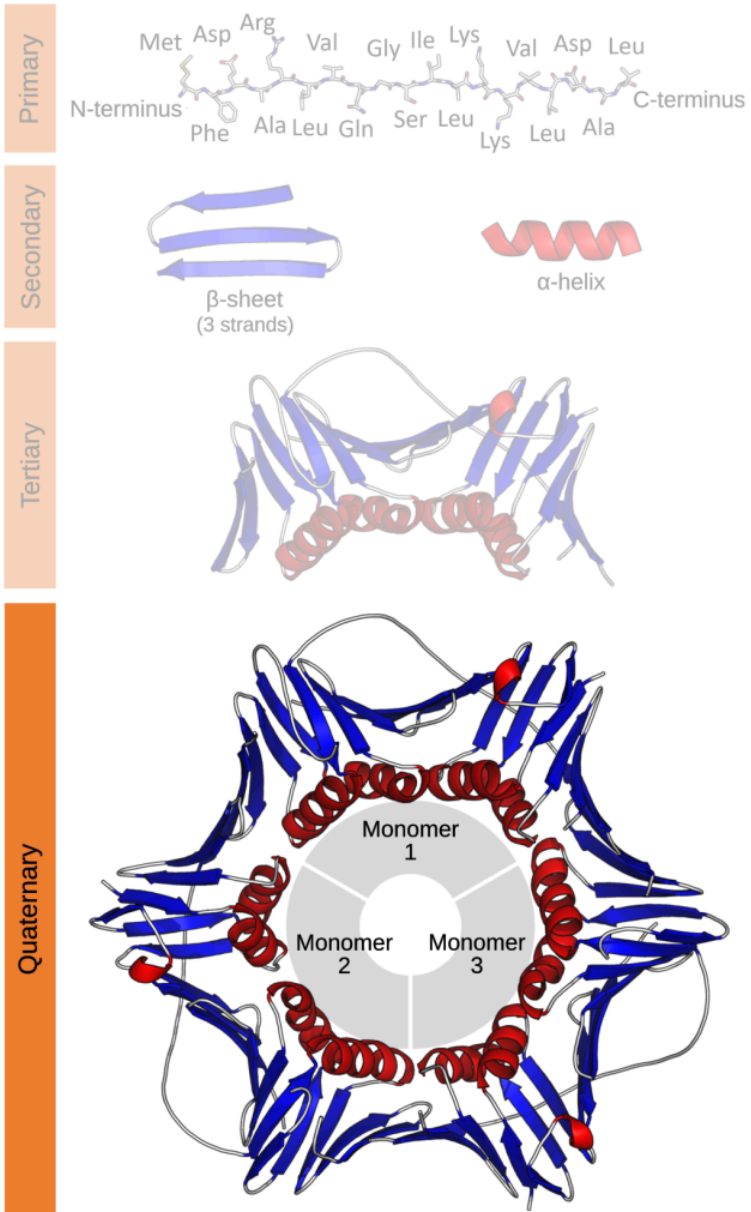 Primary
Met Asp Arg Val Gly Ile Lys Val Asp Leu
N-terminus C-terminus
Phe Ala Leu Gln Ser Leu Lys Leu Ala
Secondary
β-sheet
(3 strands)
α-helix
Tertiary
Quaternary
Monomer
1
Monomer
2
Monomer
3